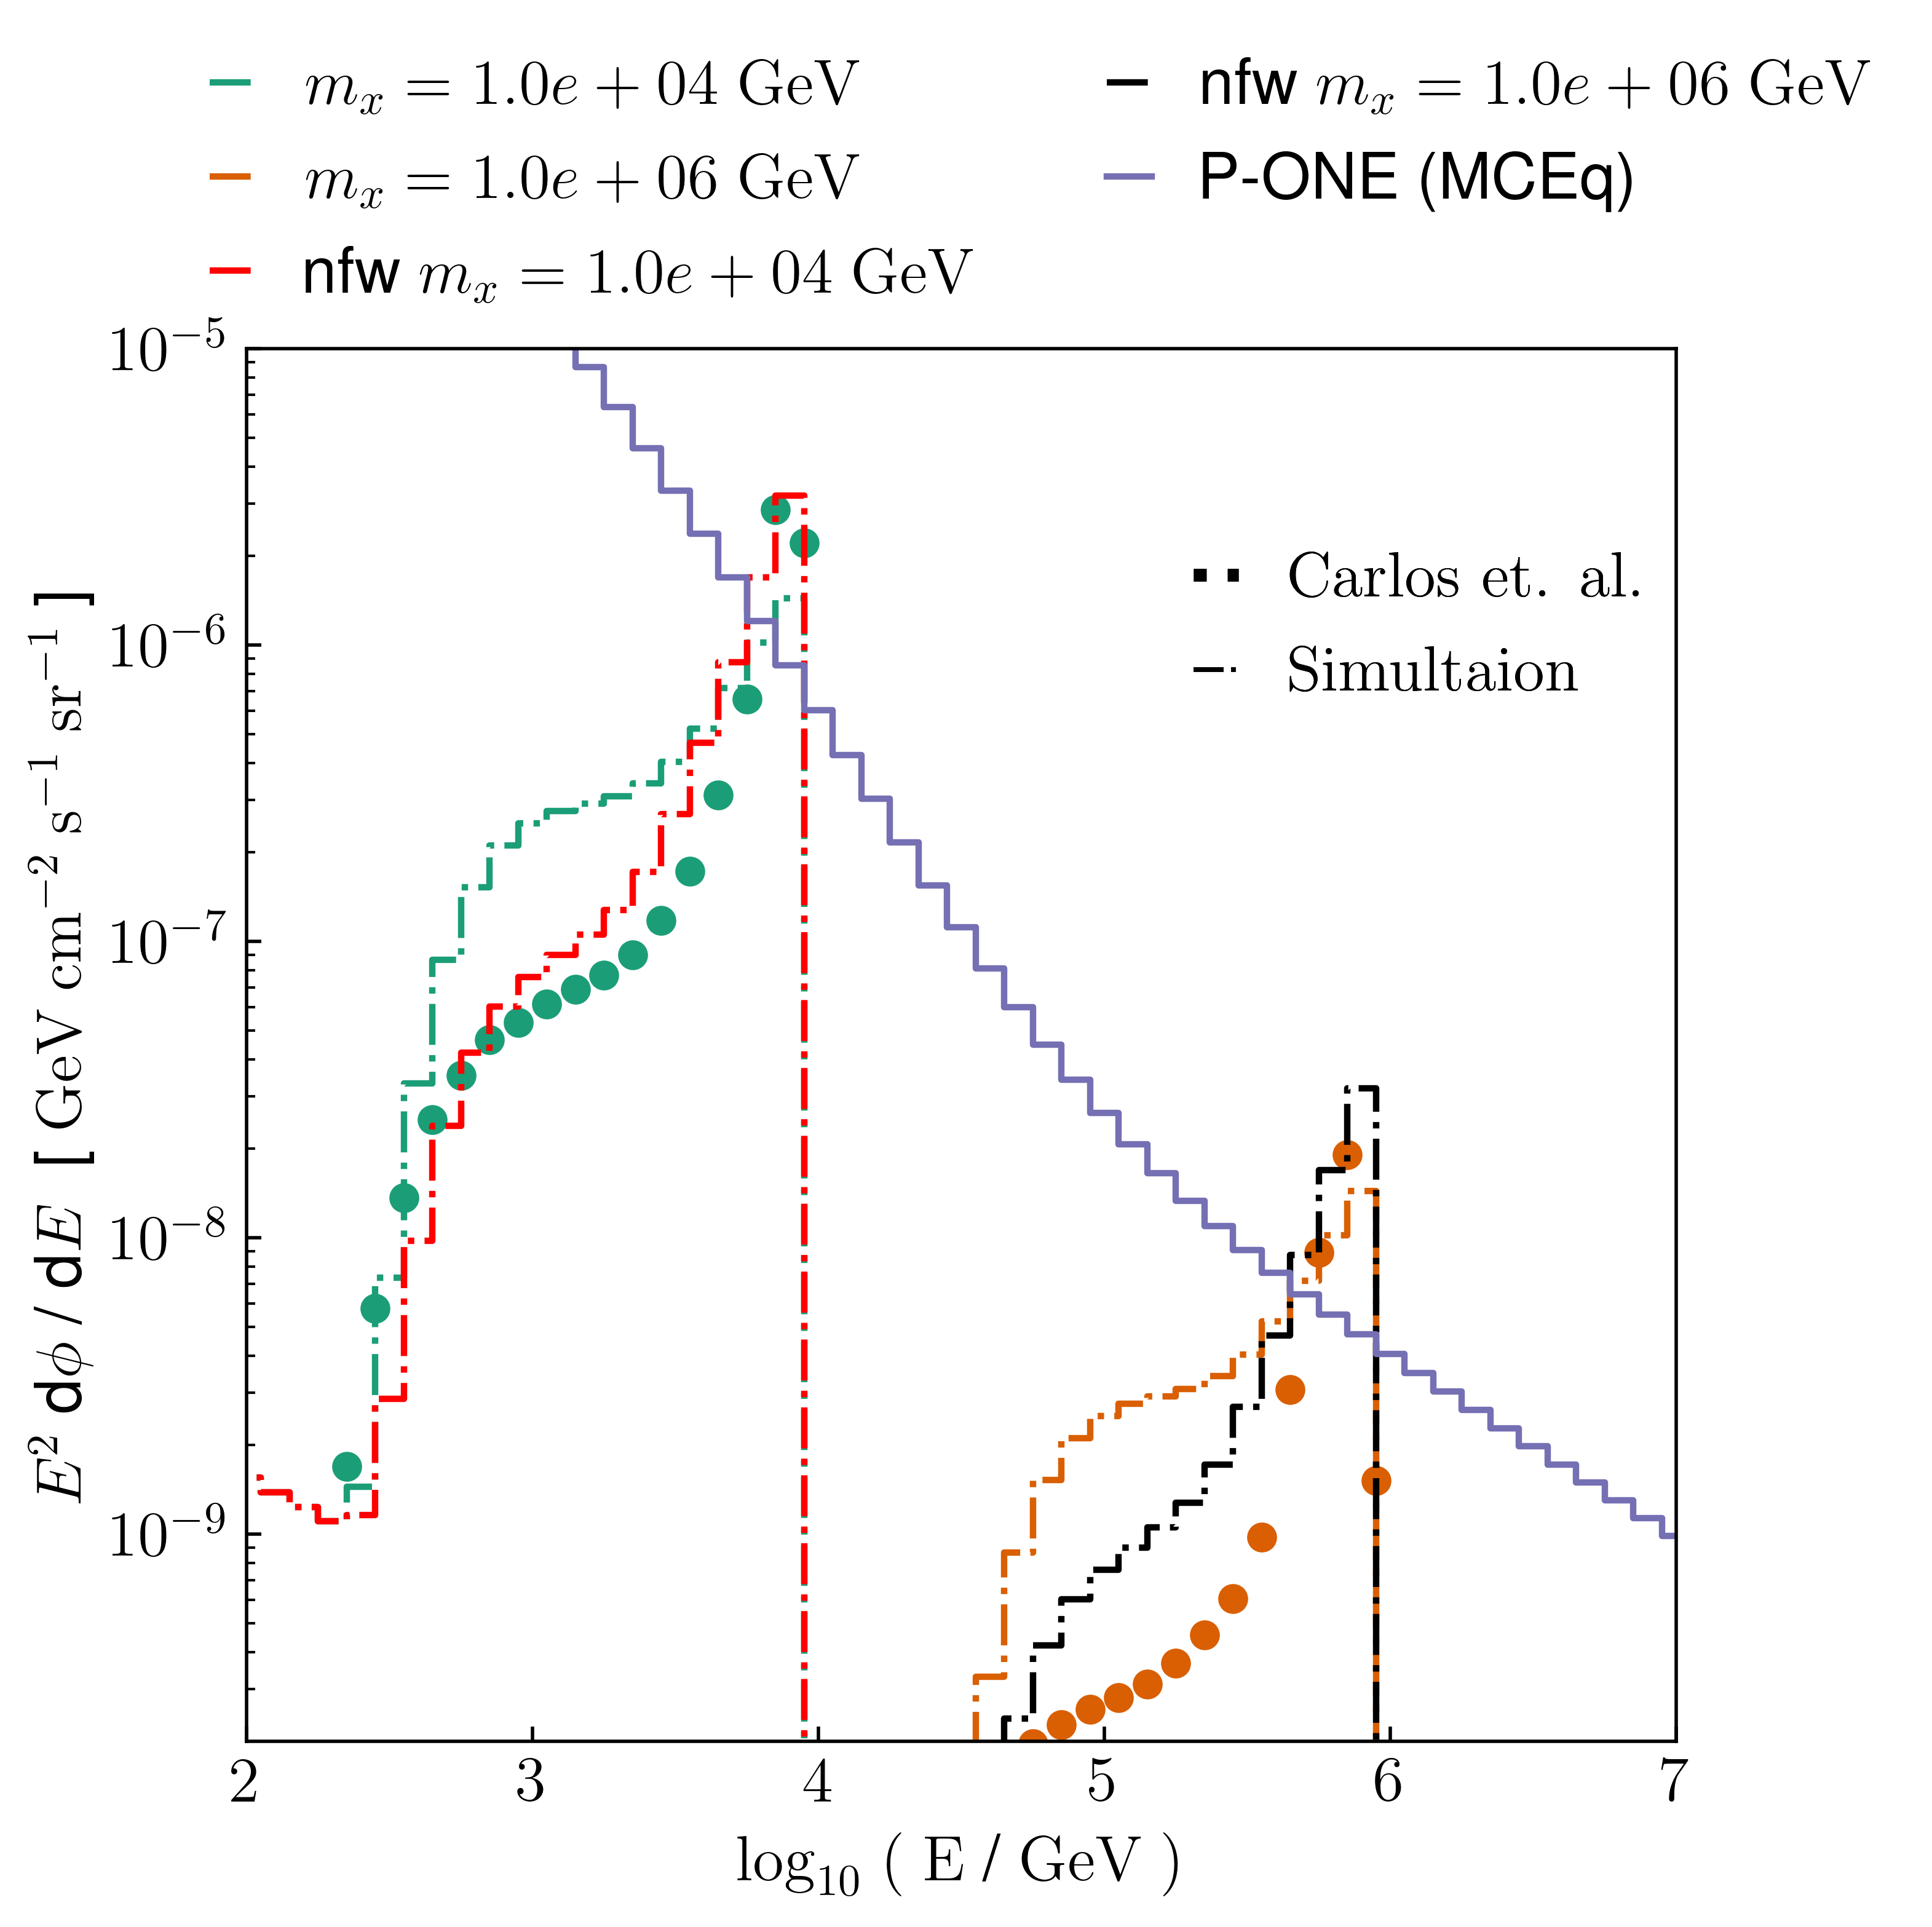 m_x = 1.0e + 04 GeV
m_x = 1.0e + 06 GeV
nfw m_x = 1.0e + 04 GeV
nfw m_x = 1.0e + 06 GeV
P-ONE (MCEq)
10^{-5}
10^{-6}
10^{-7}
10^{-8}
10^{-9}
E^2 dϕ / dE [ GeV cm^{-2} s^{-1} sr^{-1} ]
Carlos et. al.
Simultaion
2 3 4 5 6 7
log_{10} ( E / GeV )